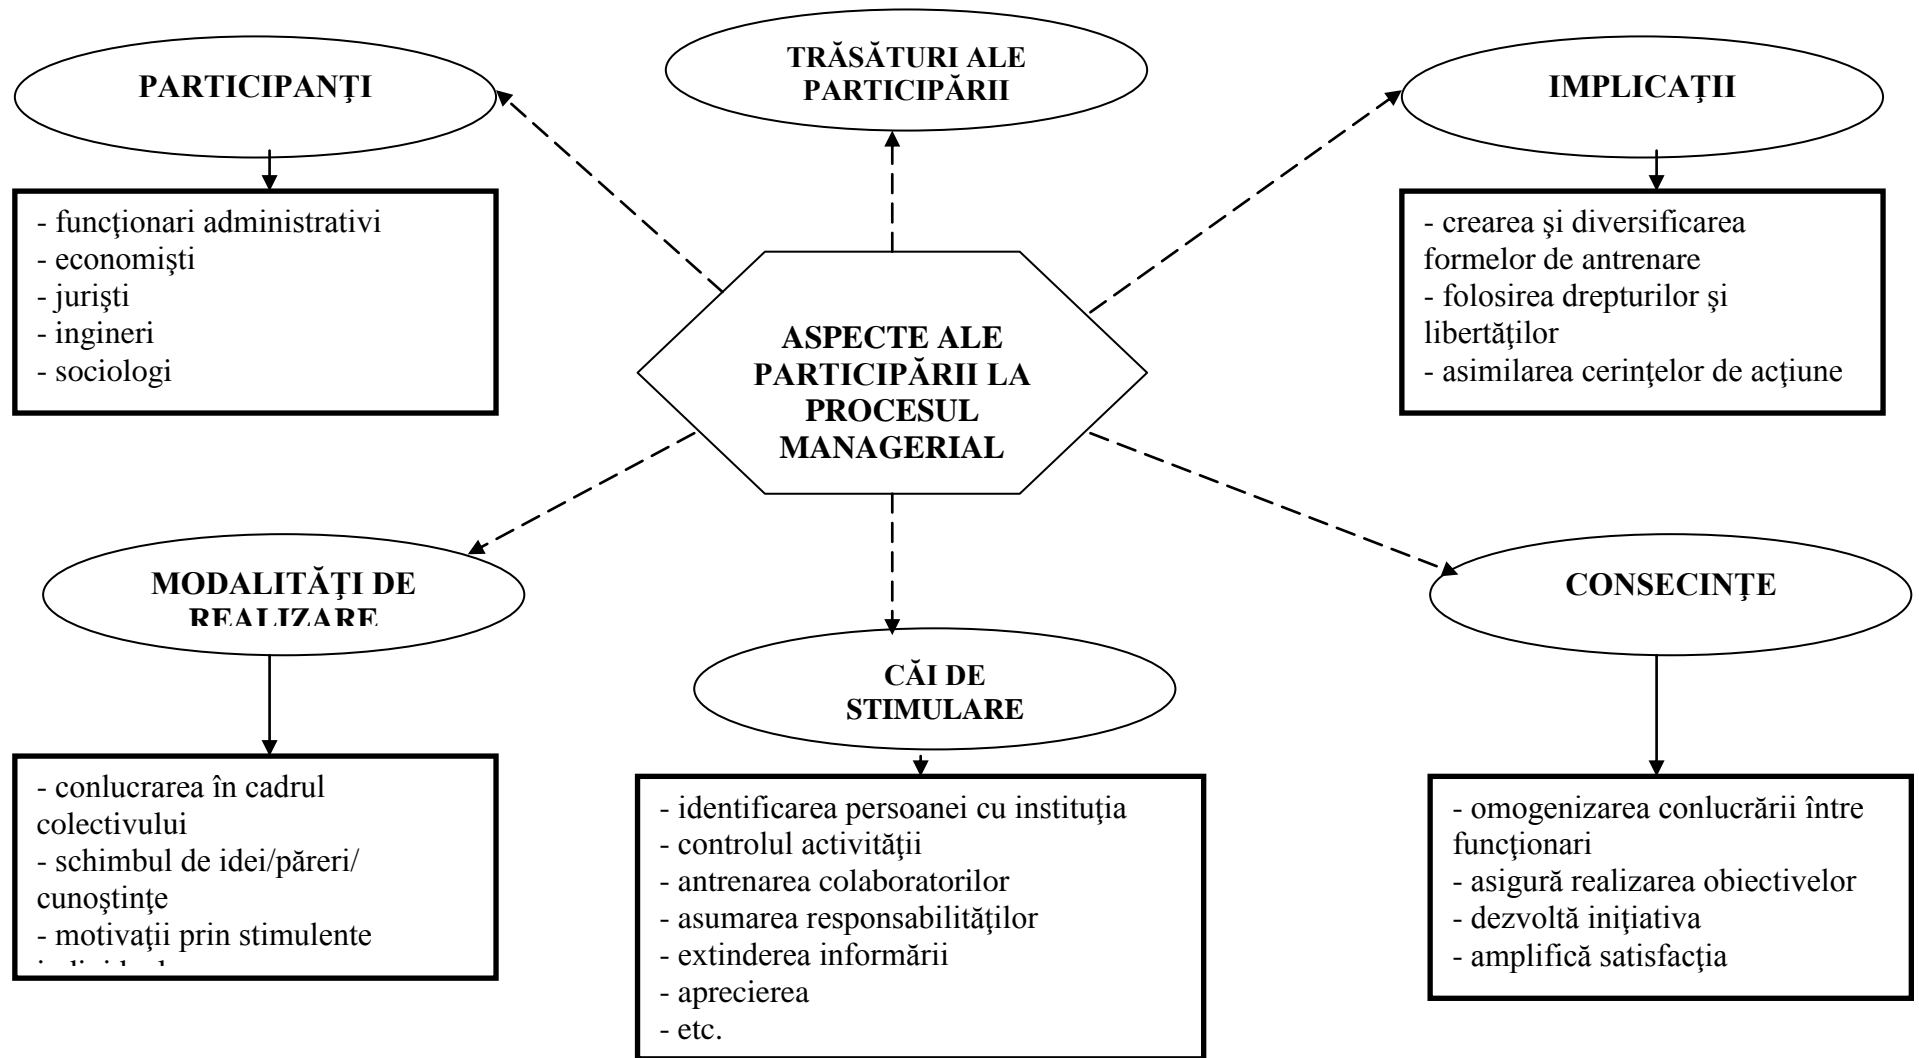 PARTICIPANŢI
- funcţionari administrativi
- economişti
- jurişti
- ingineri
- sociologi
TRĂSĂTURI ALE
PARTICIPĂRII
IMPLICAŢII
- crearea şi diversificarea
formelor de antrenare
- folosirea drepturilor şi
libertăţilor
- asimilarea cerinţelor de acţiune
ASPECTE ALE
PARTICIPĂRII LA
PROCESUL
MANAGERIAL
MODALITĂŢI DE
REALIZARE
- conlucrarea în cadrul
colectivului
- schimbul de idei/păreri/
cunoştinţe
- motivaţii prin stimulente
CĂI DE
STIMULARE
- identificarea persoanei cu instituţia
- controlul activităţii
- antrenarea colaboratorilor
- asumarea responsabilităţilor
- extinderea informării
- aprecierea
- etc.
CONSECINŢE
- omogenizarea conlucrării între
funcţionari
- asigură realizarea obiectivelor
- dezvoltă iniţiativa
- amplifică satisfacţia